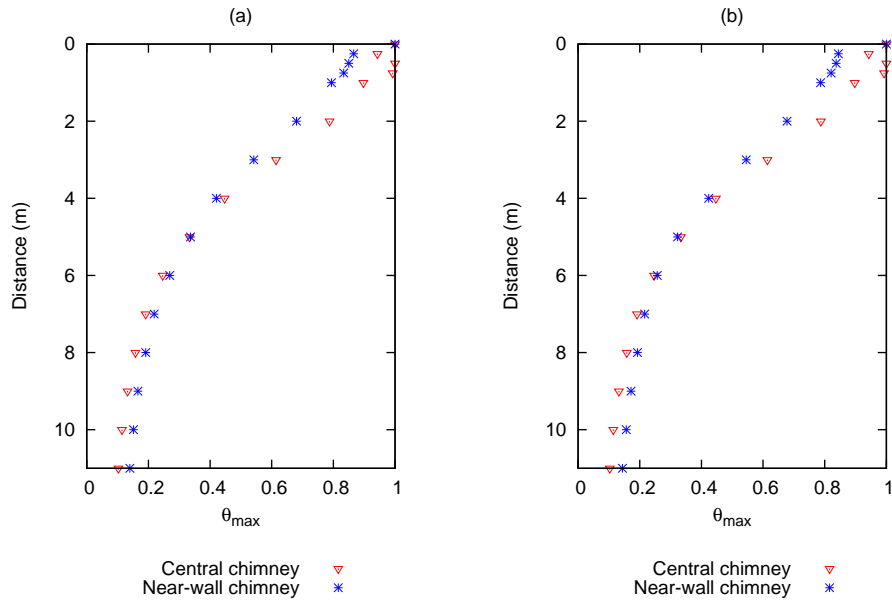 (a)
0
2
4
6
8
10
Distance (m)
0 0.2 0.4 0.6 0.8 1
θmax
Central chimney
Near-wall chimney
(b)
0
2
4
6
8
10
Distance (m)
0 0.2 0.4 0.6 0.8 1
θmax
Central chimney
Near-wall chimney